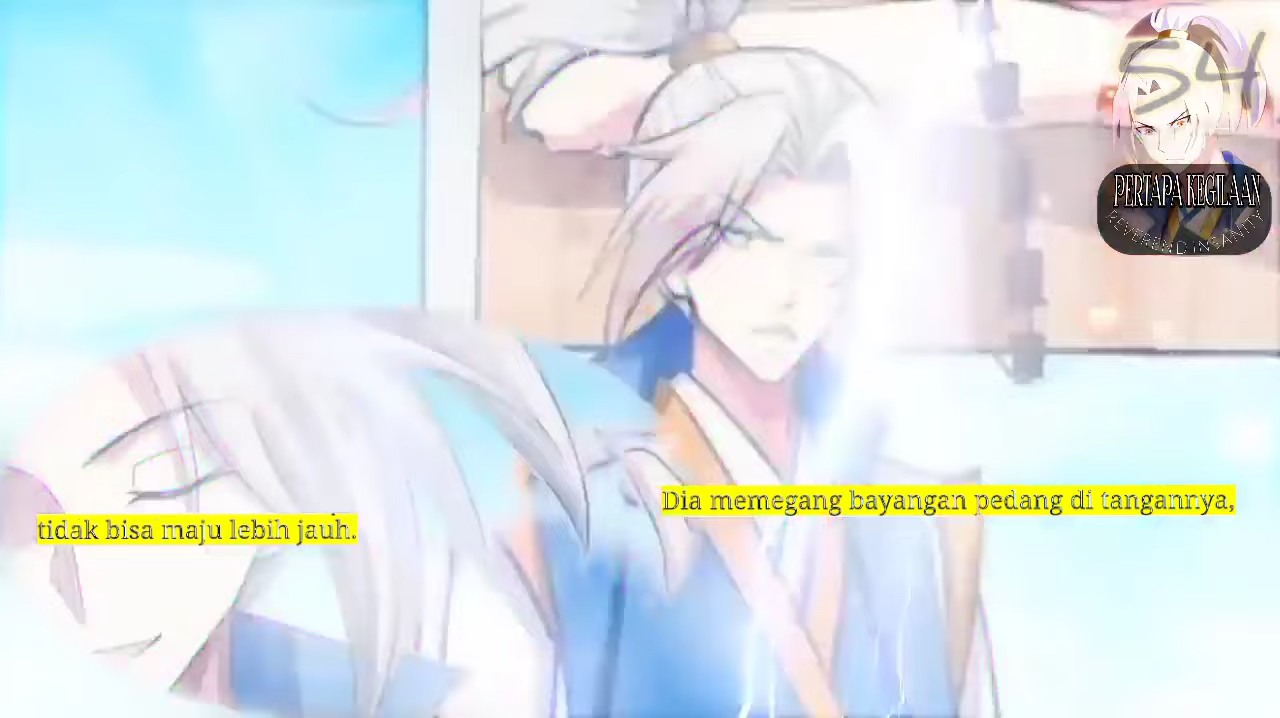 54
PERTAPA KEGILAAN
REVEREND INSANITY
Dia memegang bayangan pedang di tangannya,
tidak bisa maju lebih jauh.